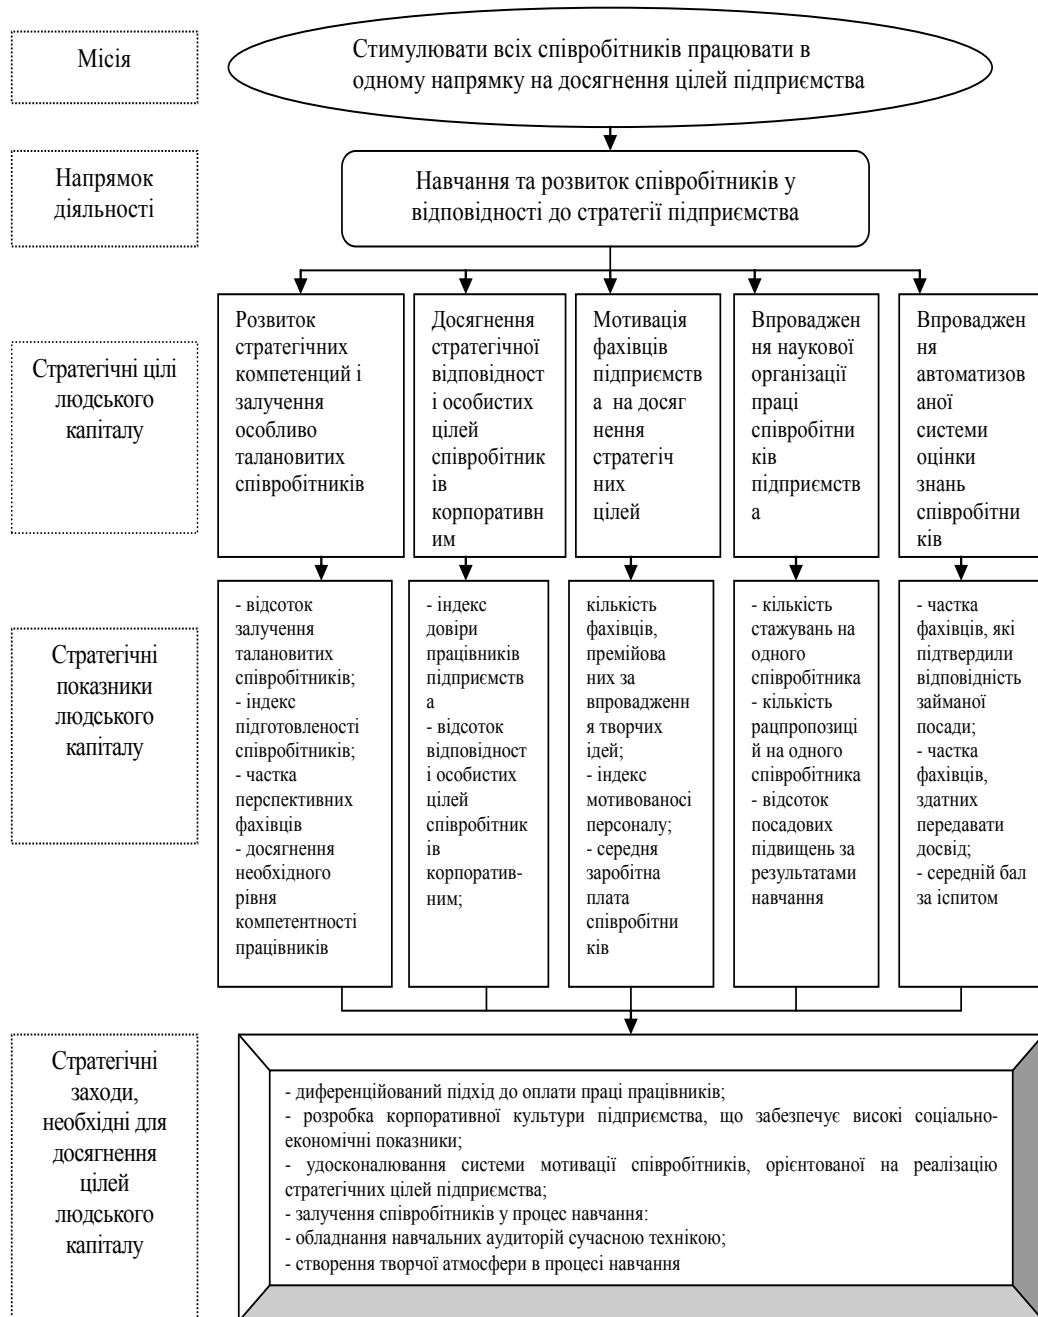 Місія
Стимулювати всіх співробітників працювати в
одному напрямку на досягнення цілей підприємства
Напрямок
діяльності
Навчання та розвиток співробітників у
відповідності до стратегії підприємства
Стратегічні цілі
людського
капіталу
Розвиток
стратегічних
компетенций і
залучення
особливо
талановитих
співробітників
Досягнення
стратегічної
відповідност
і особистих
цілей
співробітник
ів
корпоративн
им
Мотивація
фахівців
підприємств
а на досяг
нення
стратегіч
них
цілей
Впроваджен
ня наукової
організації
праці
співробітни
ків
підприємств
а
Впроваджен
ня
автоматизов
аної
системи
оцінки
знань
співробітни
ків
Стратегічні
показники
людського
капіталу
- відсоток
залучення
талановитих
співробітників;
- індекс
підготовленості
співробітників;
- частка
перспективних
фахівців
- досягнення
необхідного
рівня
компетентності
працівників
- індекс
довіри
працівників
підприємств
а
- відсоток
відповідност
і особистих
цілей
співробітник
ів
корпоратив-
ним;
кількість
фахівців,
премійова
них за
впровадженн
я творчих
ідей;
- індекс
мотивованосі
персоналу;
- середня
заробітна
плата
співробітни
ків
- кількість
стажувань на
одного
співробітника
- кількість
рацпропозиці
й на одного
співробітника
- відсоток
посадових
підвищень за
результатами
навчання
- частка
фахівців, які
підтвердили
відповідність
займаної
посади;
- частка
фахівців,
здатних
передавати
досвід;
- середній бал
за іспитом
Стратегічні
заходи,
необхідні для
досягнення
цілей
людського
капіталу
- диференційований підхід до оплати праці працівників;
- розробка корпоративної культури підприємства, що забезпечує високі соціально-
економічні показники;
- удосконалювання системи мотивації співробітників, орієнтованої на реалізацію
стратегічних цілей підприємства;
- залучення співробітників у процес навчання:
- обладнання навчальних аудиторій сучасною технікою;
- створення творчої атмосфери в процесі навчання